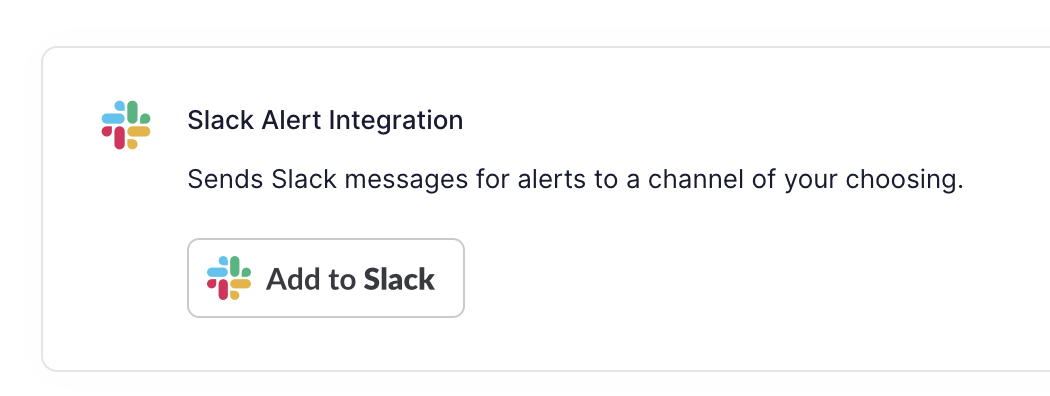 Slack Alert Integration
Sends Slack messages for alerts to a channel of your choosing.
Add to Slack